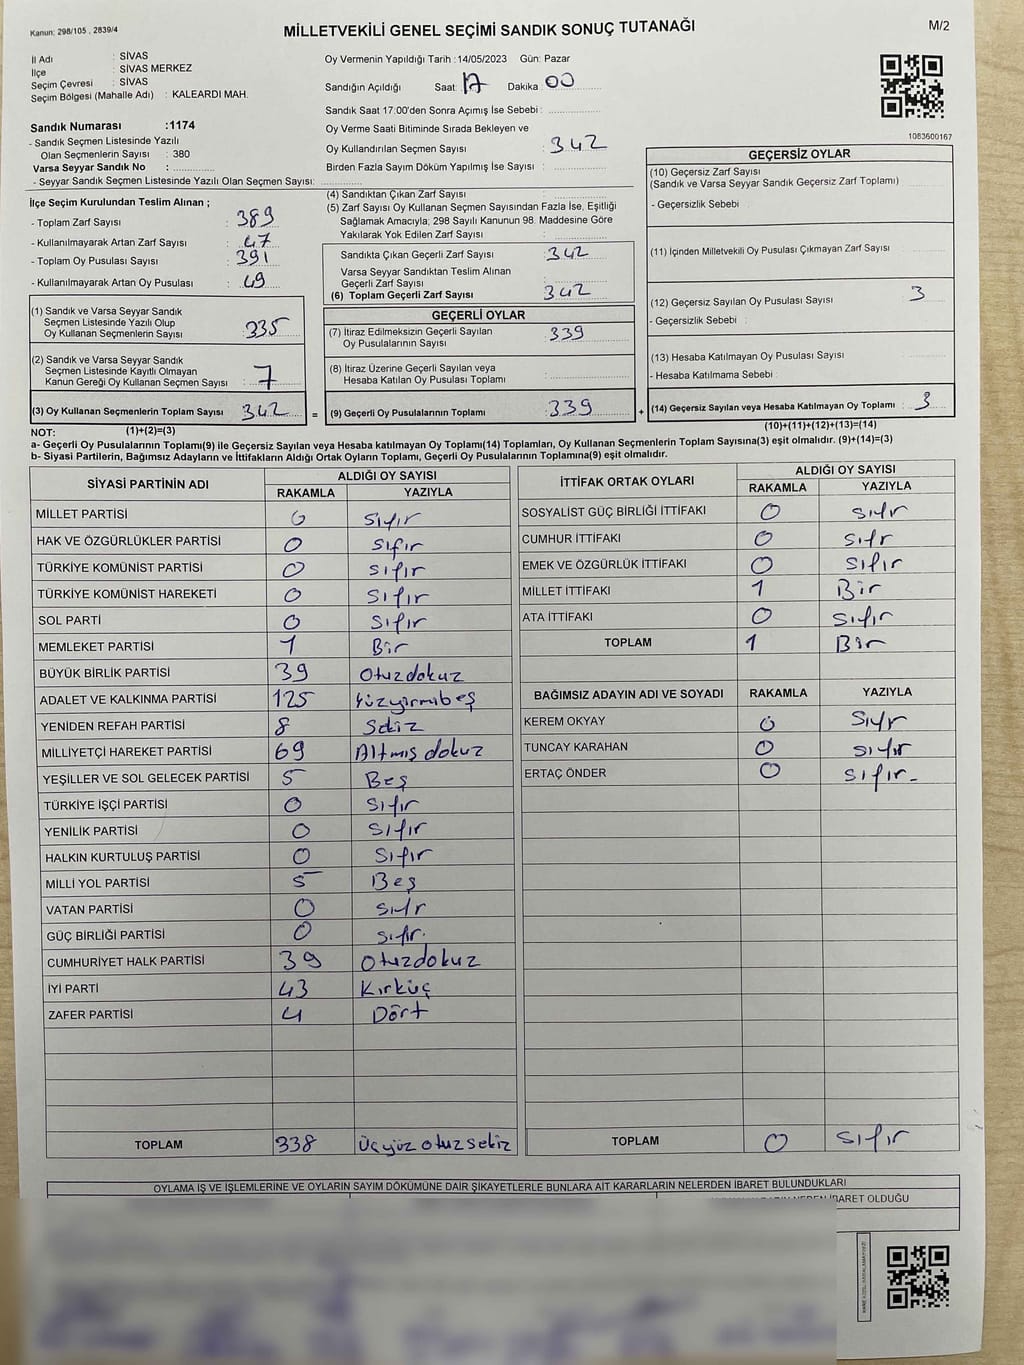 Kanun: 298/105 , 2839/4
MİLLETVEKİLİ GENEL SEÇİMİ SANDIK SONUÇ TUTANAĞI
M/2
İl Adı : SİVAS
İlçe : SİVAS MERKEZ
Seçim Çevresi : SİVAS
Seçim Bölgesi (Mahalle Adı) : KALEARDI MAH.
Sandık Numarası :1174
- Sandık Seçmen Listesinde Yazılı
Olan Seçmenlerin Sayısı : 380
Varsa Seyyar Sandık No :
- Seyyar Sandık Seçmen Listesinde Yazılı Olan Seçmen Sayısı:
Oy Vermenin Yapıldığı Tarih :14/05/2023 Gün: Pazar
Sandığın Açıldığı Saat: 17 Dakika: 00
Sandık Saat 17:00'den Sonra Açımış İse Sebebi :
Oy Verme Saati Bitiminde Sırada Bekleyen ve
Oy Kullandırılan Seçmen Sayısı : 342
Birden Fazla Sayım Döküm Yapılmış İse Sayısı :
1083600167
İlçe Seçim Kurulundan Teslim Alınan ;
- Toplam Zarf Sayısı : 389
- Kullanılmayarak Artan Zarf Sayısı : 47
- Toplam Oy Pusulası Sayısı : 391
- Kullanılmayarak Artan Oy Pusulası : 49
(1) Sandık ve Varsa Seyyar Sandık
Seçmen Listesinde Yazılı Olup
Oy Kullanan Seçmenlerin Sayısı : 335
(2) Sandık ve Varsa Seyyar Sandık
Seçmen Listesinde Kayıtlı Olmayan
Kanun Gereği Oy Kullanan Seçmen Sayısı : 7
(3) Oy Kullanan Seçmenlerin Toplam Sayısı : 342 =
(1)+(2)=(3)
(4) Sandıktan Çıkan Zarf Sayısı :
(5) Zarf Sayısı Oy Kullanan Seçmen Sayısından Fazla İse, Eşitliği
Sağlamak Amacıyla; 298 Sayılı Kanunun 98. Maddesine Göre
Yakılarak Yok Edilen Zarf Sayısı :
Sandıkta Çıkan Geçerli Zarf Sayısı : 342
Varsa Seyyar Sandıktan Teslim Alınan
Geçerli Zarf Sayısı :
(6) Toplam Geçerli Zarf Sayısı : 342
GEÇERLİ OYLAR
(7) İtiraz Edilmeksizin Geçerli Sayılan
Oy Pusulalarının Sayısı : 339
(8) İtiraz Üzerine Geçerli Sayılan veya
Hesaba Katılan Oy Pusulası Toplamı :
(9) Geçerli Oy Pusulalarının Toplamı : 339 +
GEÇERSİZ OYLAR
(10) Geçersiz Zarf Sayısı
(Sandık ve Varsa Seyyar Sandık Geçersiz Zarf Toplamı)
- Geçersizlik Sebebi :
(11) İçinden Milletvekili Oy Pusulası Çıkmayan Zarf Sayısı
(12) Geçersiz Sayılan Oy Pusulası Sayısı 3
- Geçersizlik Sebebi :
(13) Hesaba Katılmayan Oy Pusulası Sayısı
- Hesaba Katılmama Sebebi :
(14) Geçersiz Sayılan veya Hesaba Katılmayan Oy Toplamı : 3
(10)+(11)+(12)+(13)=(14)
NOT:
a- Geçerli Oy Pusulalarının Toplamı(9) ile Geçersiz Sayılan veya Hesaba katılmayan Oy Toplamı(14) Toplamları, Oy Kullanan Seçmenlerin Toplam Sayısına(3) eşit olmalıdır. (9)+(14)=(3)
b- Siyasi Partilerin, Bağımsız Adayların ve İttifakların Aldığı Ortak Oyların Toplamı, Geçerli Oy Pusulalarının Toplamına(9) eşit olmalıdır.
SİYASİ PARTİNİN ADI ALDIĞI OY SAYISI
RAKAMLA YAZIYLA
MİLLET PARTİSİ 0 sıfır
HAK VE ÖZGÜRLÜKLER PARTİSİ 0 sıfır
TÜRKİYE KOMÜNİST PARTİSİ 0 sıfır
TÜRKİYE KOMÜNİST HAREKETİ 0 sıfır
SOL PARTİ 0 sıfır
MEMLEKET PARTİSİ 1 Bir
BÜYÜK BİRLİK PARTİSİ 39 Otuzdokuz
ADALET VE KALKINMA PARTİSİ 125 Yüzyirmibeş
YENİDEN REFAH PARTİSİ 8 Sekiz
MİLLİYETÇİ HAREKET PARTİSİ 69 Altmış dokuz
YEŞİLLER VE SOL GELECEK PARTİSİ 5 Beş
TÜRKİYE İŞÇİ PARTİSİ 0 sıfır
YENİLİK PARTİSİ 0 sıfır
HALKIN KURTULUŞ PARTİSİ 0 sıfır
MİLLİ YOL PARTİSİ 5 Beş
VATAN PARTİSİ 0 sıfır
GÜÇ BİRLİĞİ PARTİSİ 0 sıfır.
CUMHURİYET HALK PARTİSİ 39 Otuzdokuz
İYİ PARTİ 43 Kırküç
ZAFER PARTİSİ 4 Dört
TOPLAM 338 Üçyüz otuzsekiz
İTTİFAK ORTAK OYLARI ALDIĞI OY SAYISI
RAKAMLA YAZIYLA
SOSYALİST GÜÇ BİRLİĞİ İTTİFAKI 0 sıfır
CUMHUR İTTİFAKI 0 sıfır
EMEK VE ÖZGÜRLÜK İTTİFAKI 0 sıfır
MİLLET İTTİFAKI 1 Bir
ATA İTTİFAKI 0 sıfır
TOPLAM 1 Bir
BAĞIMSIZ ADAYIN ADI VE SOYADI RAKAMLA YAZIYLA
KEREM OKYAY 0 sıfır
TUNCAY KARAHAN 0 sıfır
ERTAÇ ÖNDER 0 sıfır-
TOPLAM 0 sıfır
OYLAMA İŞ VE İŞLEMLERİNE VE OYLARIN SAYIM DÖKÜMÜNE DAİR ŞİKAYETLERLE BUNLARA AİT KARARLARIN NELERDEN İBARET BULUNDUKLARI
NEDEN İBARET OLDUĞU